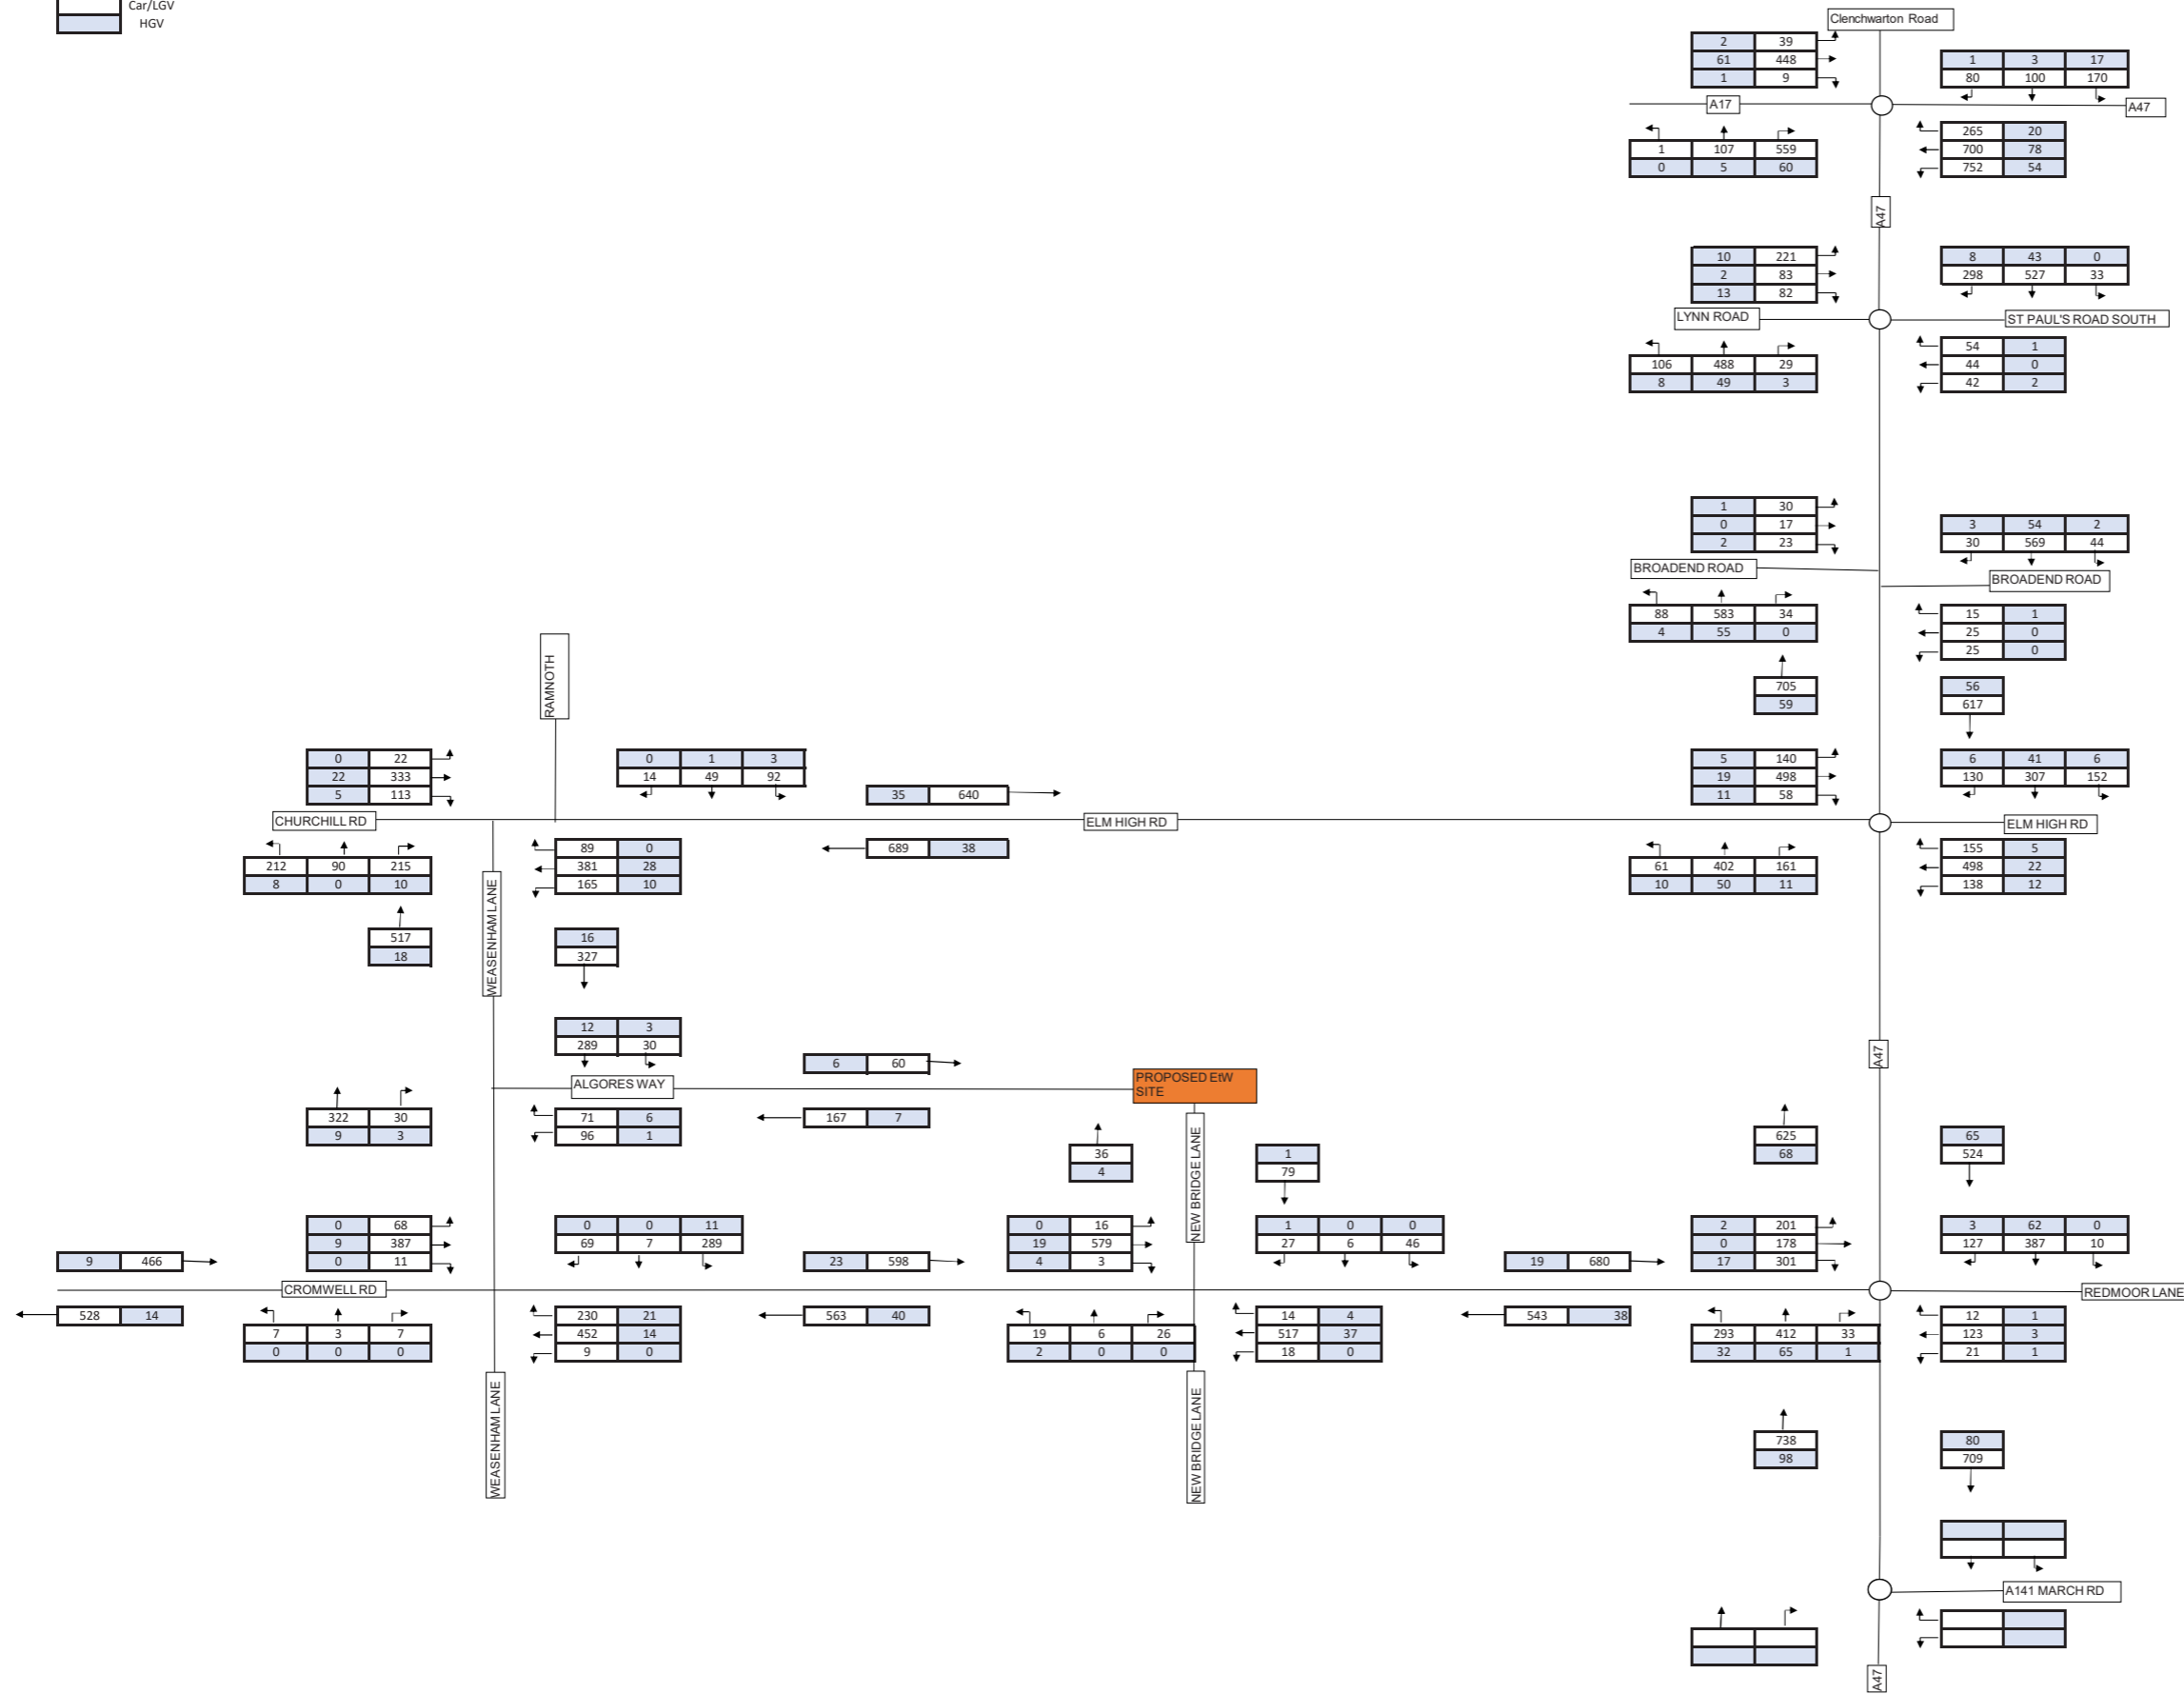 Car/LGV
HGV
Clenchwarton Road
2 39
61 448
1 9
1 3 17
80 100 170
A17
A47
1 107 559
0 5 60
265 20
700 78
752 54
A47
10 221
2 83
13 82
8 43 0
298 527 33
LYNN ROAD
ST PAUL'S ROAD SOUTH
106 488 29
8 49 3
54 1
44 0
42 2
1 30
0 17
2 23
3 54 2
30 569 44
BROADEND ROAD
BROADEND ROAD
88 583 34
4 55 0
15 1
25 0
25 0
705
59
56
617
RAMNOTH
0 22
22 333
5 113
0 1 3
14 49 92
35 640
5 140
19 498
11 58
6 41 6
130 307 152
CHURCHILL RD
ELM HIGH RD
ELM HIGH RD
212 90 215
8 0 10
89 0
381 28
165 10
689 38
61 402 161
10 50 11
155 5
498 22
138 12
WEASENHAM LANE
517
18
16
327
12 3
289 30
6 60
A47
ALGORES WAY
PROPOSED EtW
SITE
322 30
9 3
71 6
96 1
167 7
36
4
NEW BRIDGE LANE
1
79
625
68
65
524
9 466
0 68
9 387
0 11
0 0 11
69 7 289
23 598
0 16
19 579
4 3
1 0 0
27 6 46
19 680
2 201
0 178
17 301
3 62 0
127 387 10
CROMWELL RD
REDMOOR LANE
528 14
7 3 7
0 0 0
230 21
452 14
9 0
563 40
19 6 26
2 0 0
14 4
517 37
18 0
543 38
293 412 33
32 65 1
12 1
123 3
21 1
WEASENHAM LANE
NEW BRIDGE LANE
738
98
80
709
A141 MARCH RD
A47